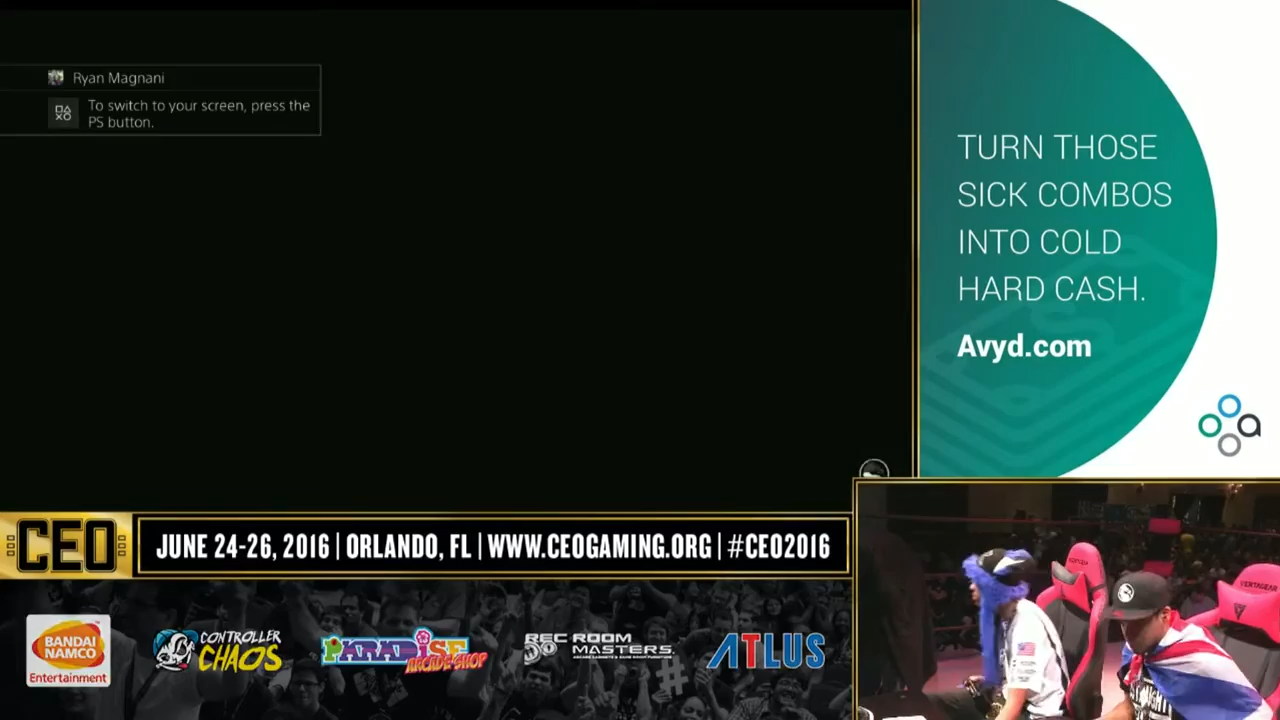 Ryan Magnani
To switch to your screen, press the
PS button.
TURN THOSE
SICK COMBOS
INTO COLD
HARD CASH.
Avyd.com
CEO
JUNE 24-26, 2016 | ORLANDO, FL | WWW.CEOGAMING.ORG | #CEO2016
BANDAI
NAMCO
Entertainment
CONTROLLER
CHAOS
PARADISE
ARCADE SHOP
REC ROOM
MASTERS.
ATLUS
VERTAGEAR